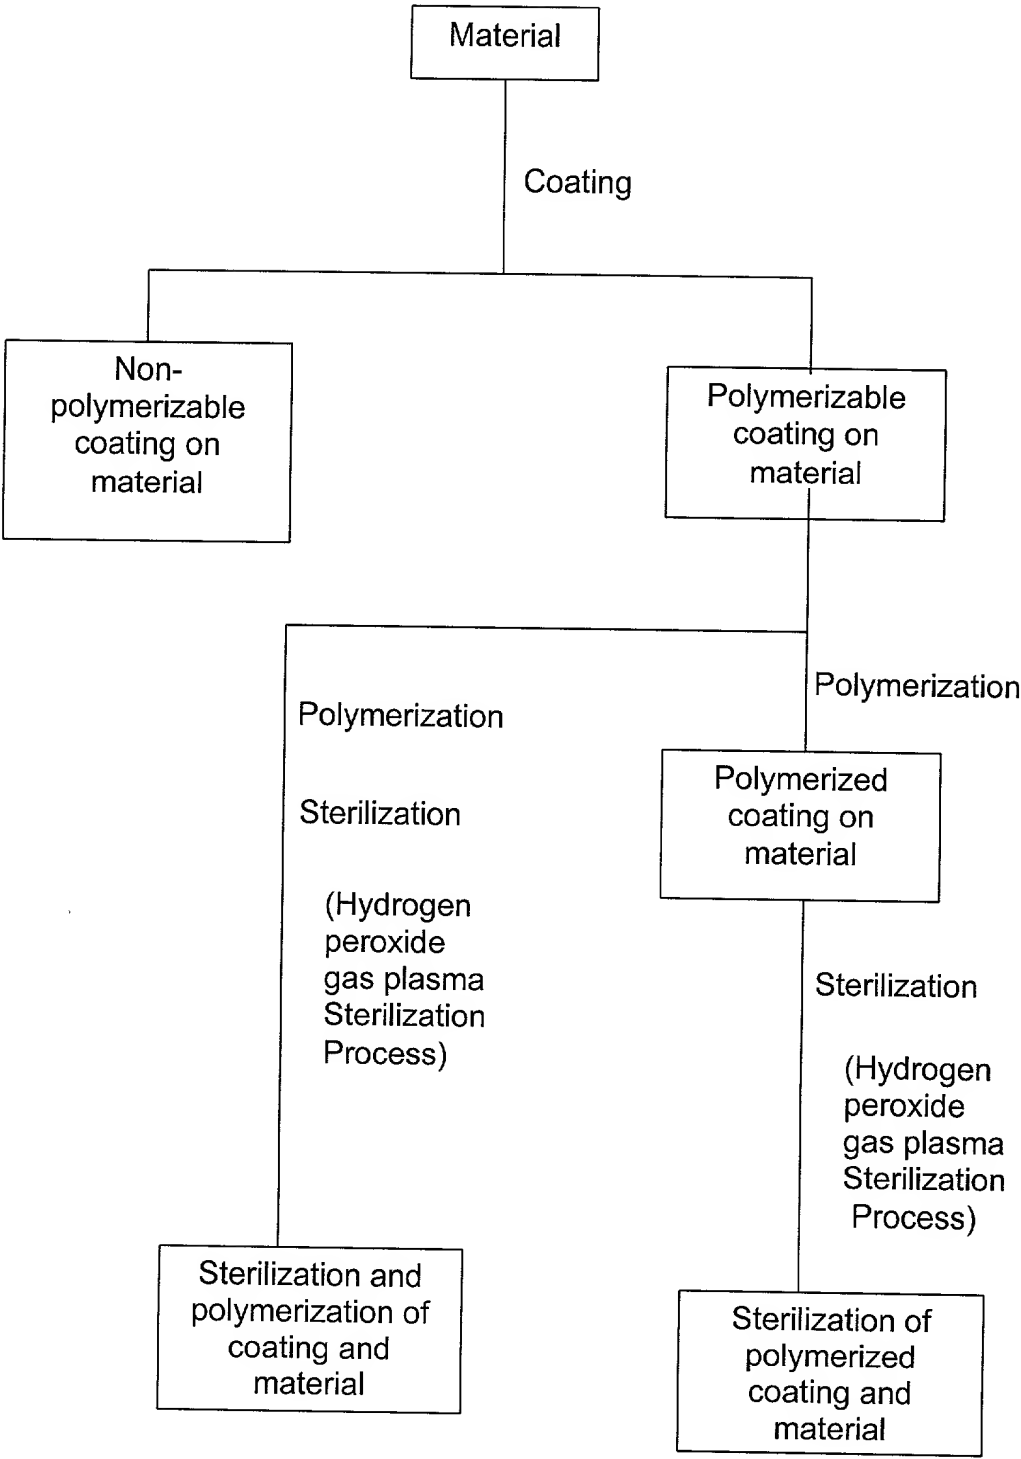 Material
Coating
Non-
polymerizable
coating on
material
Polymerizable
coating on
material
Polymerization
Sterilization
(Hydrogen
peroxide
gas plasma
Sterilization
Process)
Polymerization
Polymerized
coating on
material
Sterilization
(Hydrogen
peroxide
gas plasma
Sterilization
Process)
Sterilization and
polymerization of
coating and
material
Sterilization of
polymerized
coating and
material